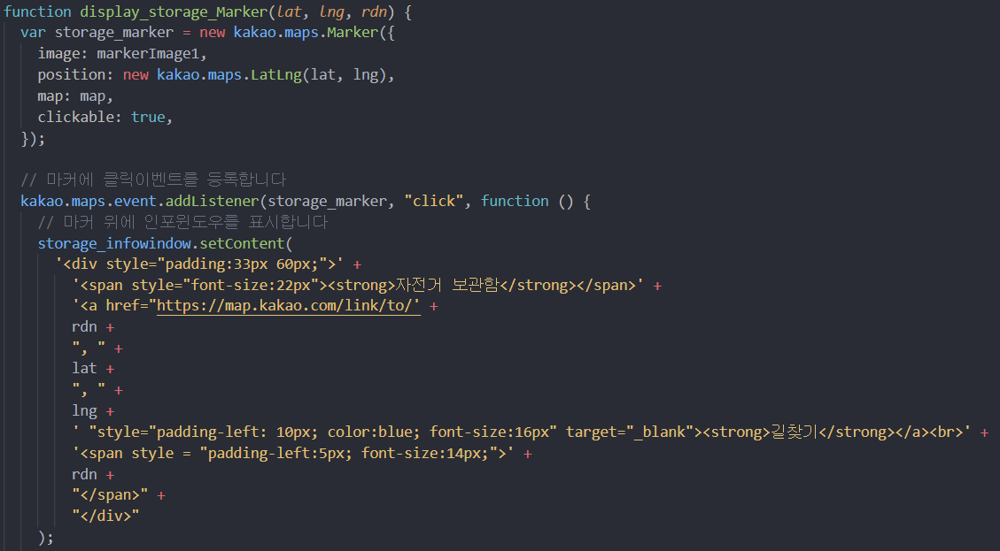 function display_storage_Marker(lat, lng, rdn) {
var storage_marker = new kakao.maps.Marker({
image: markerImage1,
position: new kakao.maps.LatLng(lat, lng),
map: map,
clickable: true,
});
// 마커에 클릭이벤트를 등록합니다
kakao.maps.event.addListener(storage_marker, "click", function () {
// 마커 위에 인포윈도우를 표시합니다
storage_infowindow.setContent(
'<div style="padding:33px 60px;">' +
'<span style="font-size:22px"><strong>자전거 보관함</strong></span>' +
'<a href="https://map.kakao.com/link/to/' +
rdn +
", " +
lat +
", " +
lng +
' "style="padding-left: 10px; color:blue; font-size:16px" target="_blank"><strong>길찾기</strong></a><br>' +
'<span style = "padding-left:5px; font-size:14px;">' +
rdn +
"</span>" +
"</div>"
);